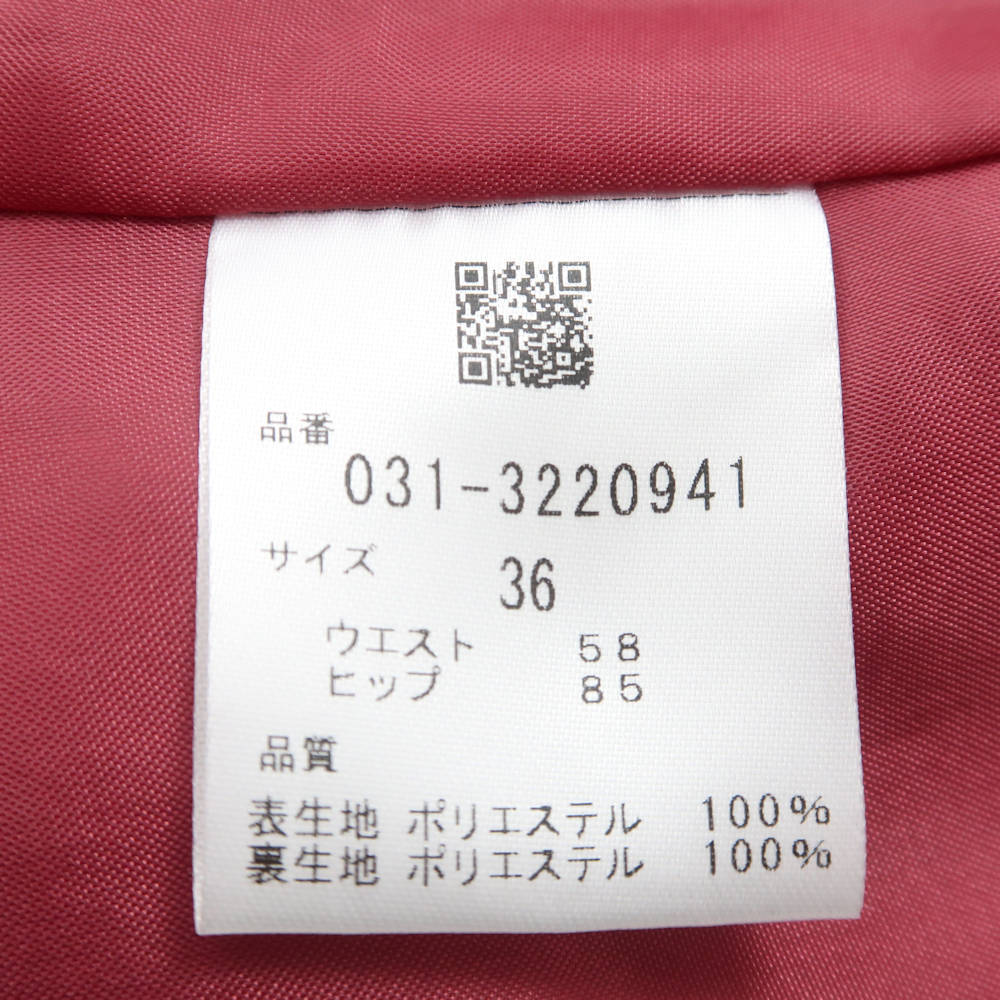 品番
031-3220941
サイズ 36
ウエスト 58
ヒップ 85
品質
表生地 ポリエステル 100%
裏生地 ポリエステル 100%